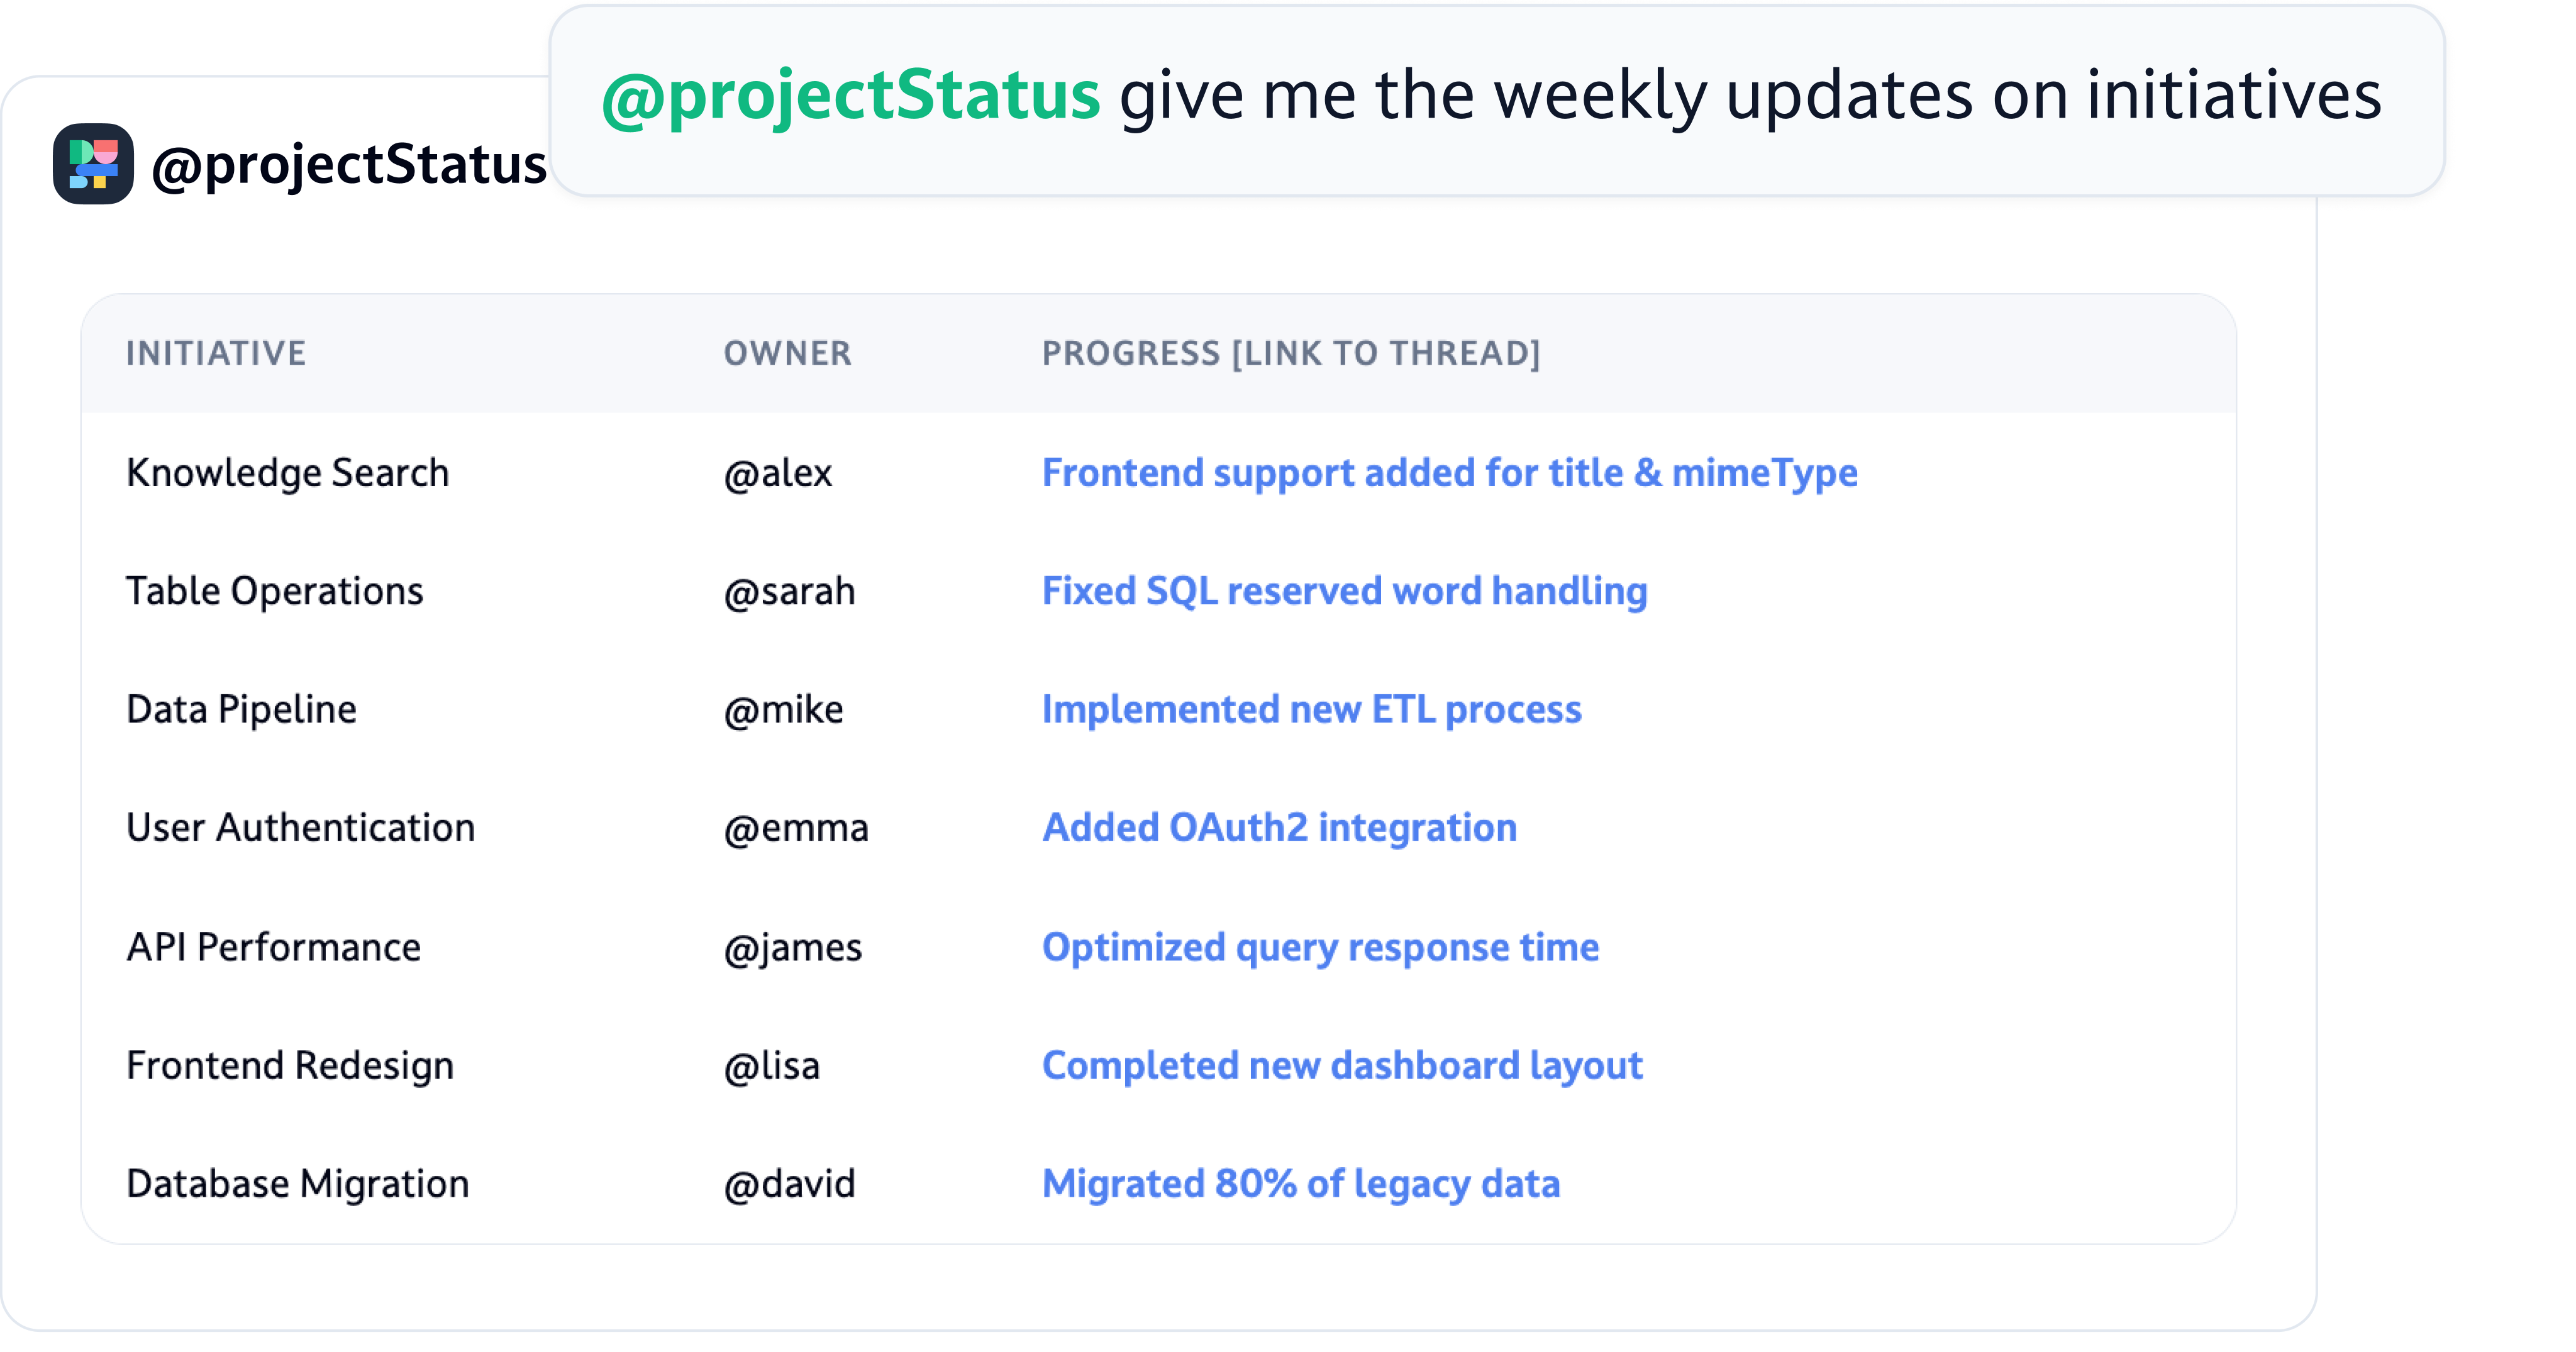 @projectStatus give me the weekly updates on initiatives
@projectStatus
INITIATIVE OWNER PROGRESS [LINK TO THREAD]
Knowledge Search @alex Frontend support added for title & mimeType
Table Operations @sarah Fixed SQL reserved word handling
Data Pipeline @mike Implemented new ETL process
User Authentication @emma Added OAuth2 integration
API Performance @james Optimized query response time
Frontend Redesign @lisa Completed new dashboard layout
Database Migration @david Migrated 80% of legacy data